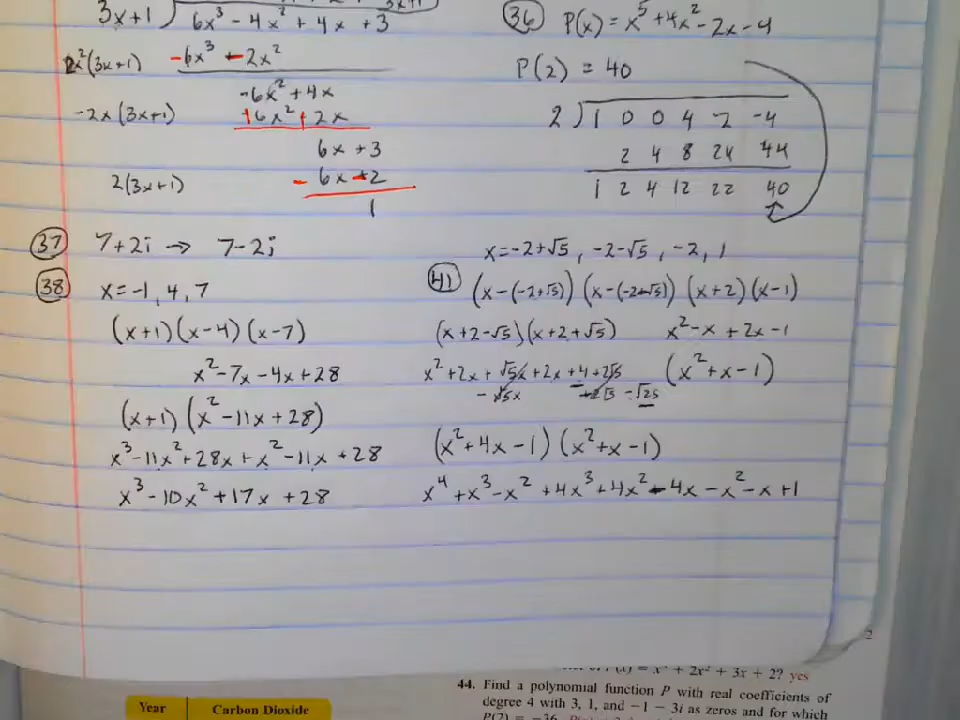 3x+1 ) 6x³ - 4x² + 4x + 3
2x²(3x+1) -6x³ - 2x²
-6x² + 4x
-2x(3x+1) +6x² + 2x
6x + 3
2(3x+1) - 6x - 2
1
㊱ P(x) = x⁵ + 4x² - 2x - 4
P(2) = 40
2 ) 1 0 0 4 -2 -4
2 4 8 24 44
1 2 4 12 22 40
㊲ 7+2i → 7-2i
㊳ x = -1, 4, 7
(x+1)(x-4)(x-7)
x² - 7x - 4x + 28
(x+1)(x² - 11x + 28)
x³ - 11x² + 28x + x² - 11x + 28
x³ - 10x² + 17x + 28
x = -2+√5, -2-√5, -2, 1
㊶ (x-(-2+√5))(x-(-2-√5))(x+2)(x-1)
(x+2-√5)(x+2+√5) x² - x + 2x - 1
x² + 2x + √5x + 2x + 4 + 2√5 (x² + x - 1)
- √5x - 2√5 - √25
(x² + 4x - 1)(x² + x - 1)
x⁴ + x³ - x² + 4x³ + 4x² - 4x - x² - x + 1
2
+ 2x² + 3x + 2? yes
44. Find a polynomial function P with real coefficients of
degree 4 with 3, 1, and −1 − 3i as zeros and for which
P(2) = −36.
Year Carbon Dioxide